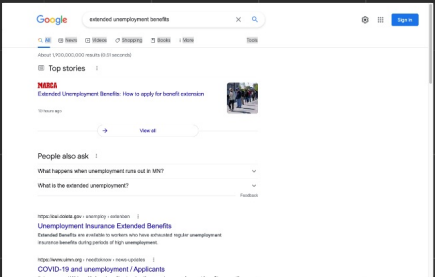 Google
extended unemployment benefits
Sign in
All News Videos Shopping Books More Tools
Top stories
MARCA
Extended Unemployment Benefits: How to apply for benefit extension
10 hours ago
View all
People also ask
What happens when unemployment runs out in MN?
What is the extended unemployment?
Feedback
Unemployment Insurance Extended Benefits
Extended Benefits are available to workers who have exhausted regular unemployment
insurance benefits during periods of high unemployment.
COVID-19 and unemployment / Applicants